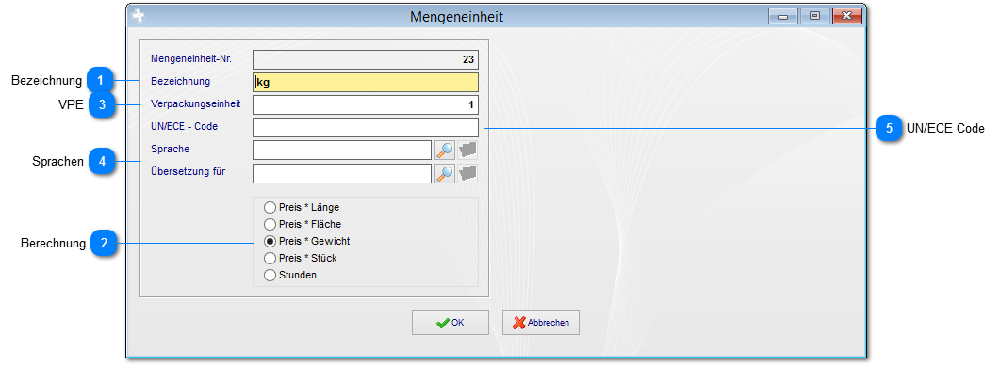 Mengeneinheit
Mengeneinheit-Nr. 23
Bezeichnung 1 Bezeichnung kg
VPE 3 Verpackungseinheit 1
UN/ECE - Code 5 UN/ECE Code
Sprache
Sprachen 4
Übersetzung für
Preis * Länge
Preis * Fläche
Berechnung 2 Preis * Gewicht
Preis * Stück
Stunden
OK Abbrechen